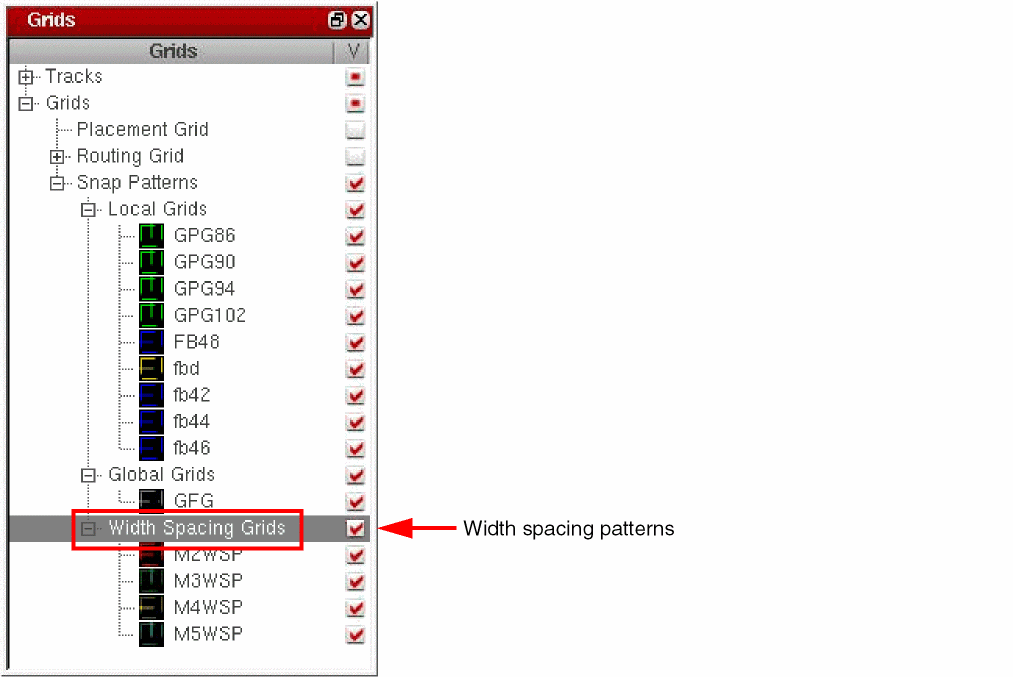 Grids
Grids V
Tracks
Grids
Placement Grid
Routing Grid
Snap Patterns
Local Grids
GPG86
GPG90
GPG94
GPG102
FB48
fbd
fb42
fb44
fb46
Global Grids
GFG
Width Spacing Grids
Width spacing patterns
M2WSP
M3WSP
M4WSP
M5WSP